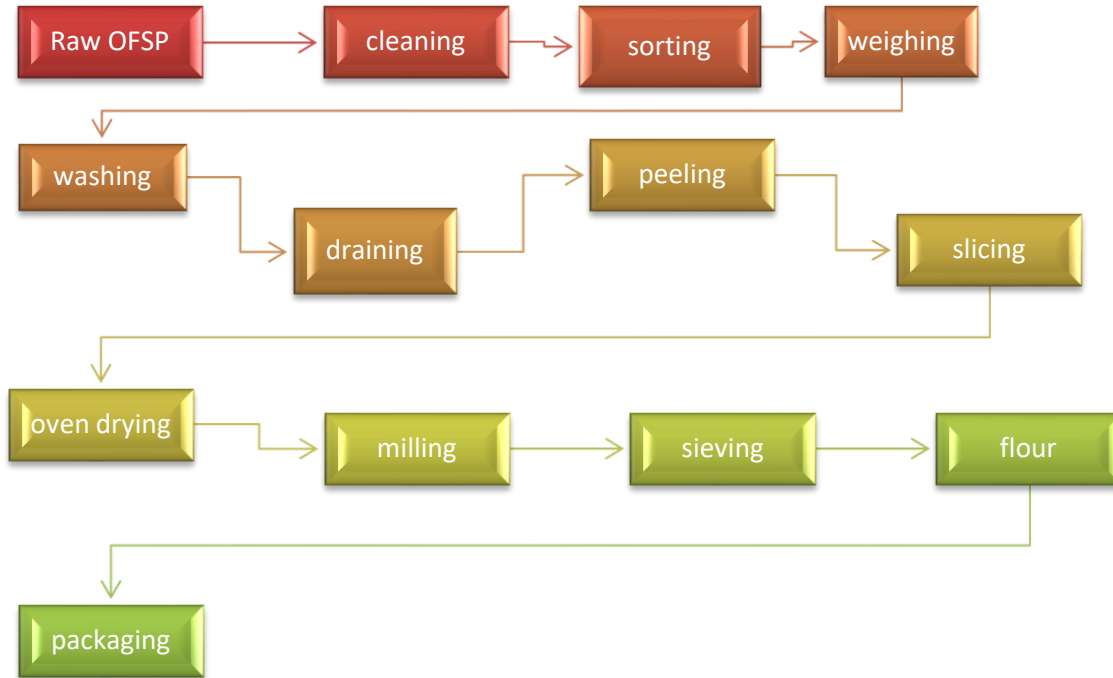 Raw OFSP
cleaning
sorting
weighing
washing
draining
peeling
slicing
oven drying
milling
sieving
flour
packaging